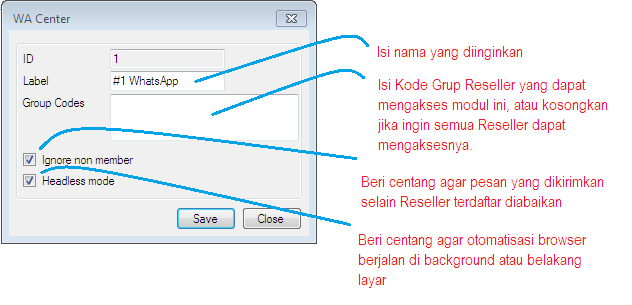 WA Center
ID
1
Label
#1 WhatsApp
Group Codes
Ignore non member
Headless mode
Save
Close
Isi nama yang diinginkan
Isi Kode Grup Reseller yang dapat
mengakses modul ini, atau kosongkan
jika ingin semua Reseller dapat
mengaksesnya.
Beri centang agar pesan yang dikirimkan
selain Reseller terdaftar diabaikan
Beri centang agar otomatisasi browser
berjalan di background atau belakang
layar